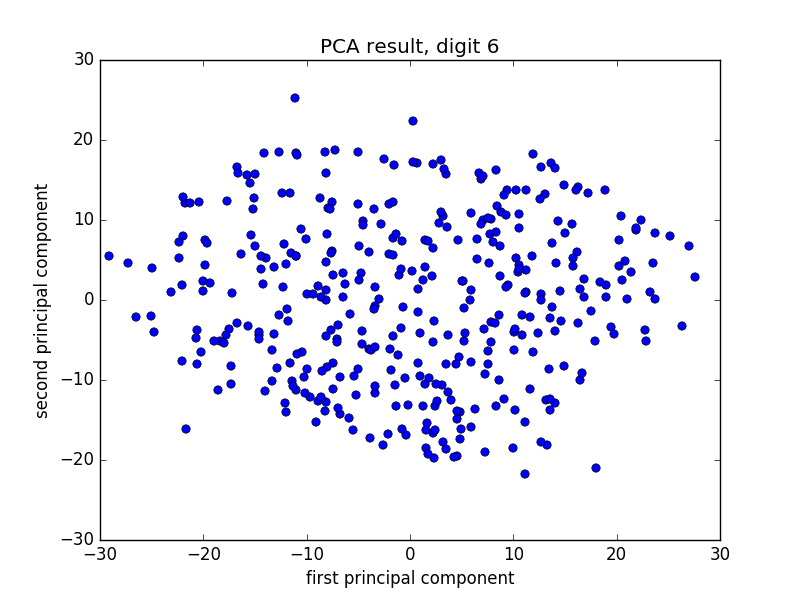 PCA result, digit 6
30
20
10
0
−10
−20
−30
second principal component
−30 −20 −10 0 10 20 30
first principal component